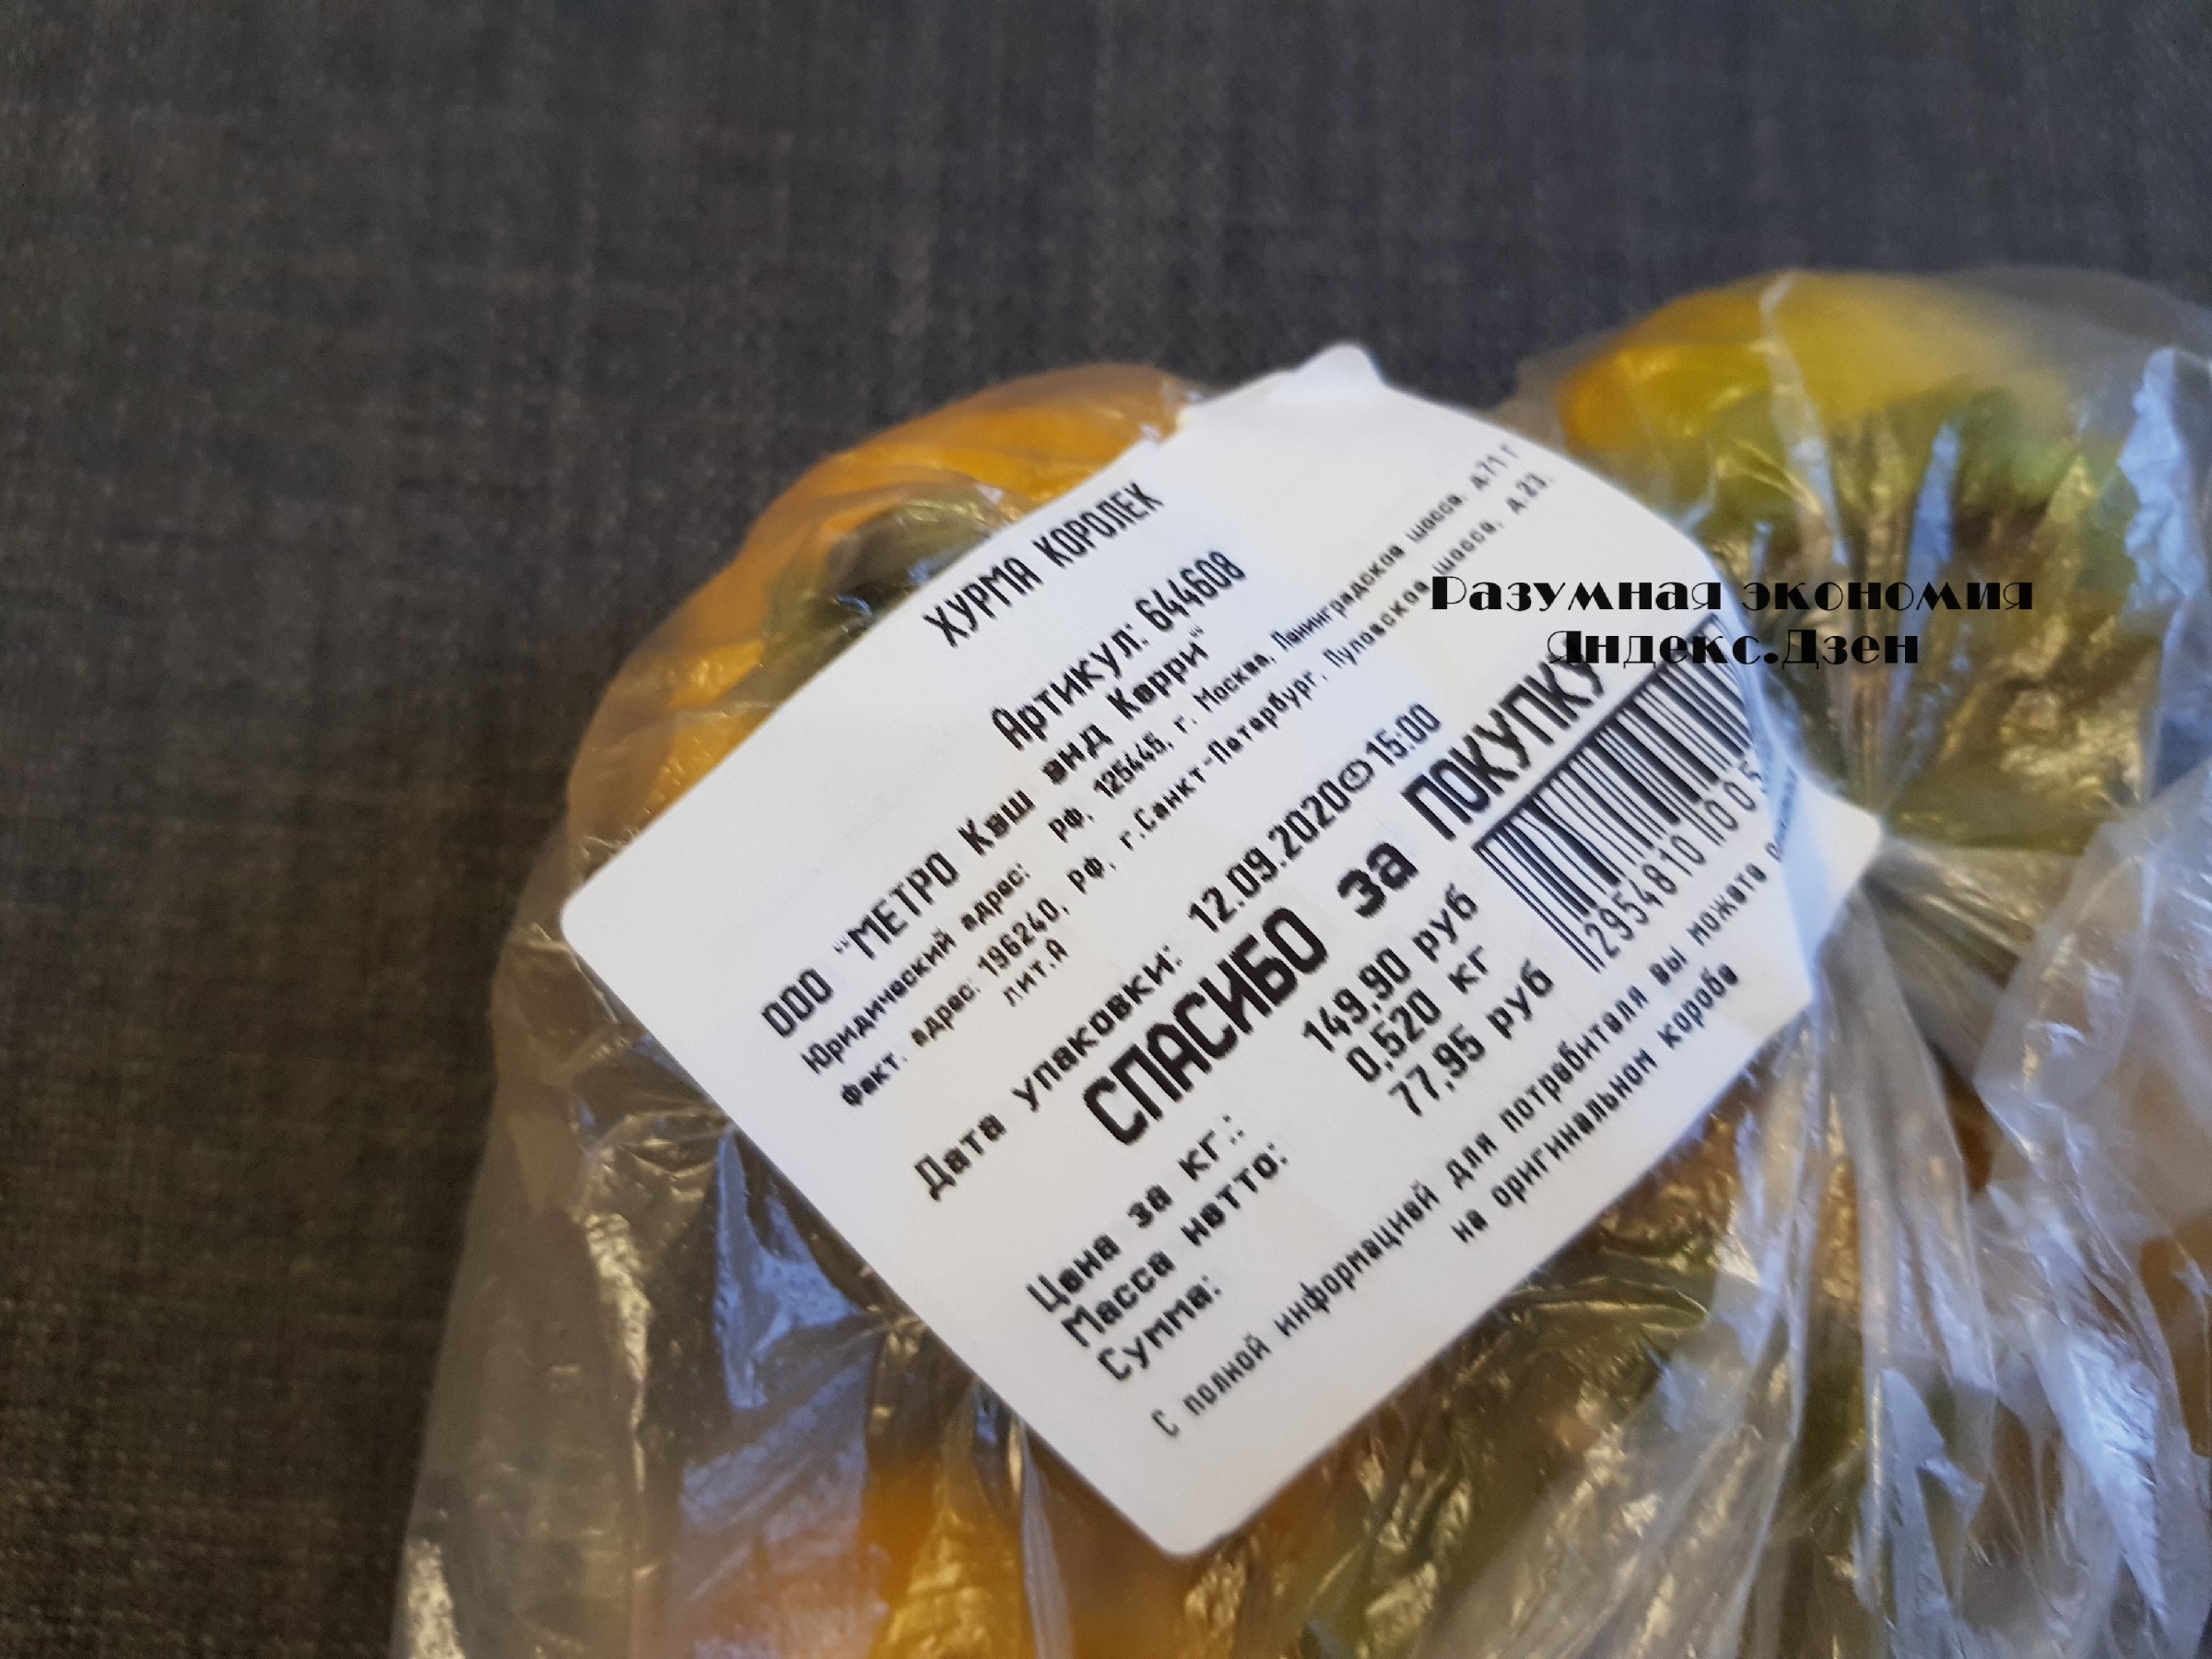 ХУРМА КОРОЛЕК
Артикул: 644608
ООО "МЕТРО Кэш энд Керри"
Юридический адрес: РФ, 125445, г. Москва, Ленинградское шоссе, д.71 Г
Факт. адрес: 196240, РФ, г.Санкт-Петербург, Пулковское шоссе, д.23,
лит.А
Дата упаковки: 12.09.2020 15:00
СПАСИБО за ПОКУПКУ
Цена за кг.: 149,90 руб
Масса нетто: 0,520 кг
Сумма: 77,95 руб
2954810 1100
С полной информацией для потребителя вы можете
на оригинальном коробе
Разумная экономия
Яндекс.Дзен